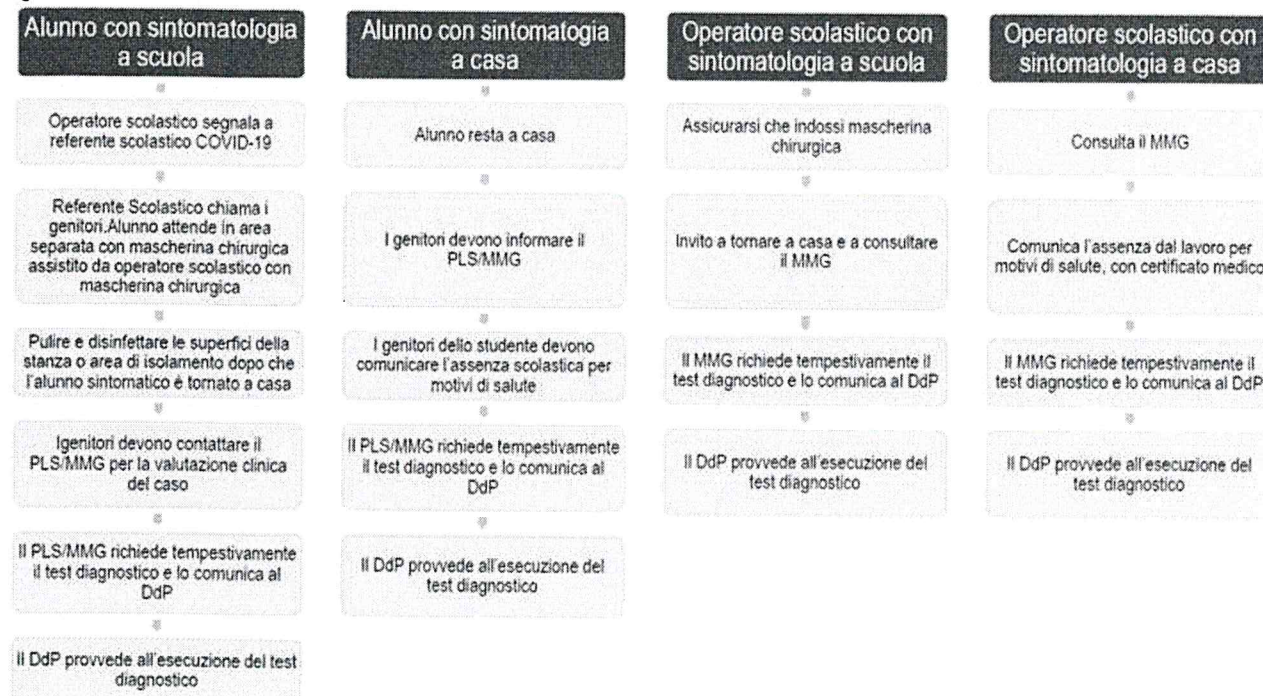 Alunno con sintomatologia
a scuola
Operatore scolastico segnala a
referente scolastico COVID-19
Referente Scolastico chiama i
genitori.Alunno attende in area
separata con mascherina chirurgica
assistito da operatore scolastico con
mascherina chirurgica
Pulire e disinfettare le superfici della
stanza o area di isolamento dopo che
l'alunno sintomatico è tornato a casa
Igenitori devono contattare il
PLS/MMG per la valutazione clinica
del caso
Il PLS/MMG richiede tempestivamente
il test diagnostico e lo comunica al
DdP
Il DdP provvede all'esecuzione del test
diagnostico
Alunno con sintomatogia
a casa
Alunno resta a casa
I genitori devono informare il
PLS/MMG
I genitori dello studente devono
comunicare l'assenza scolastica per
motivi di salute
Il PLS/MMG richiede tempestivamente
il test diagnostico e lo comunica al
DdP
Il DdP provvede all'esecuzione del
test diagnostico
Operatore scolastico con
sintomatologia a scuola
Assicurarsi che indossi mascherina
chirurgica
Invito a tornare a casa e a consultare
il MMG
Il MMG richiede tempestivamente il
test diagnostico e lo comunica al DdP
Il DdP provvede all'esecuzione del
test diagnostico
Operatore scolastico con
sintomatologia a casa
Consulta il MMG
Comunica l'assenza dal lavoro per
motivi di salute, con certificato medico
Il MMG richiede tempestivamente il
test diagnostico e lo comunica al DdP
Il DdP provvede all'esecuzione del
test diagnostico